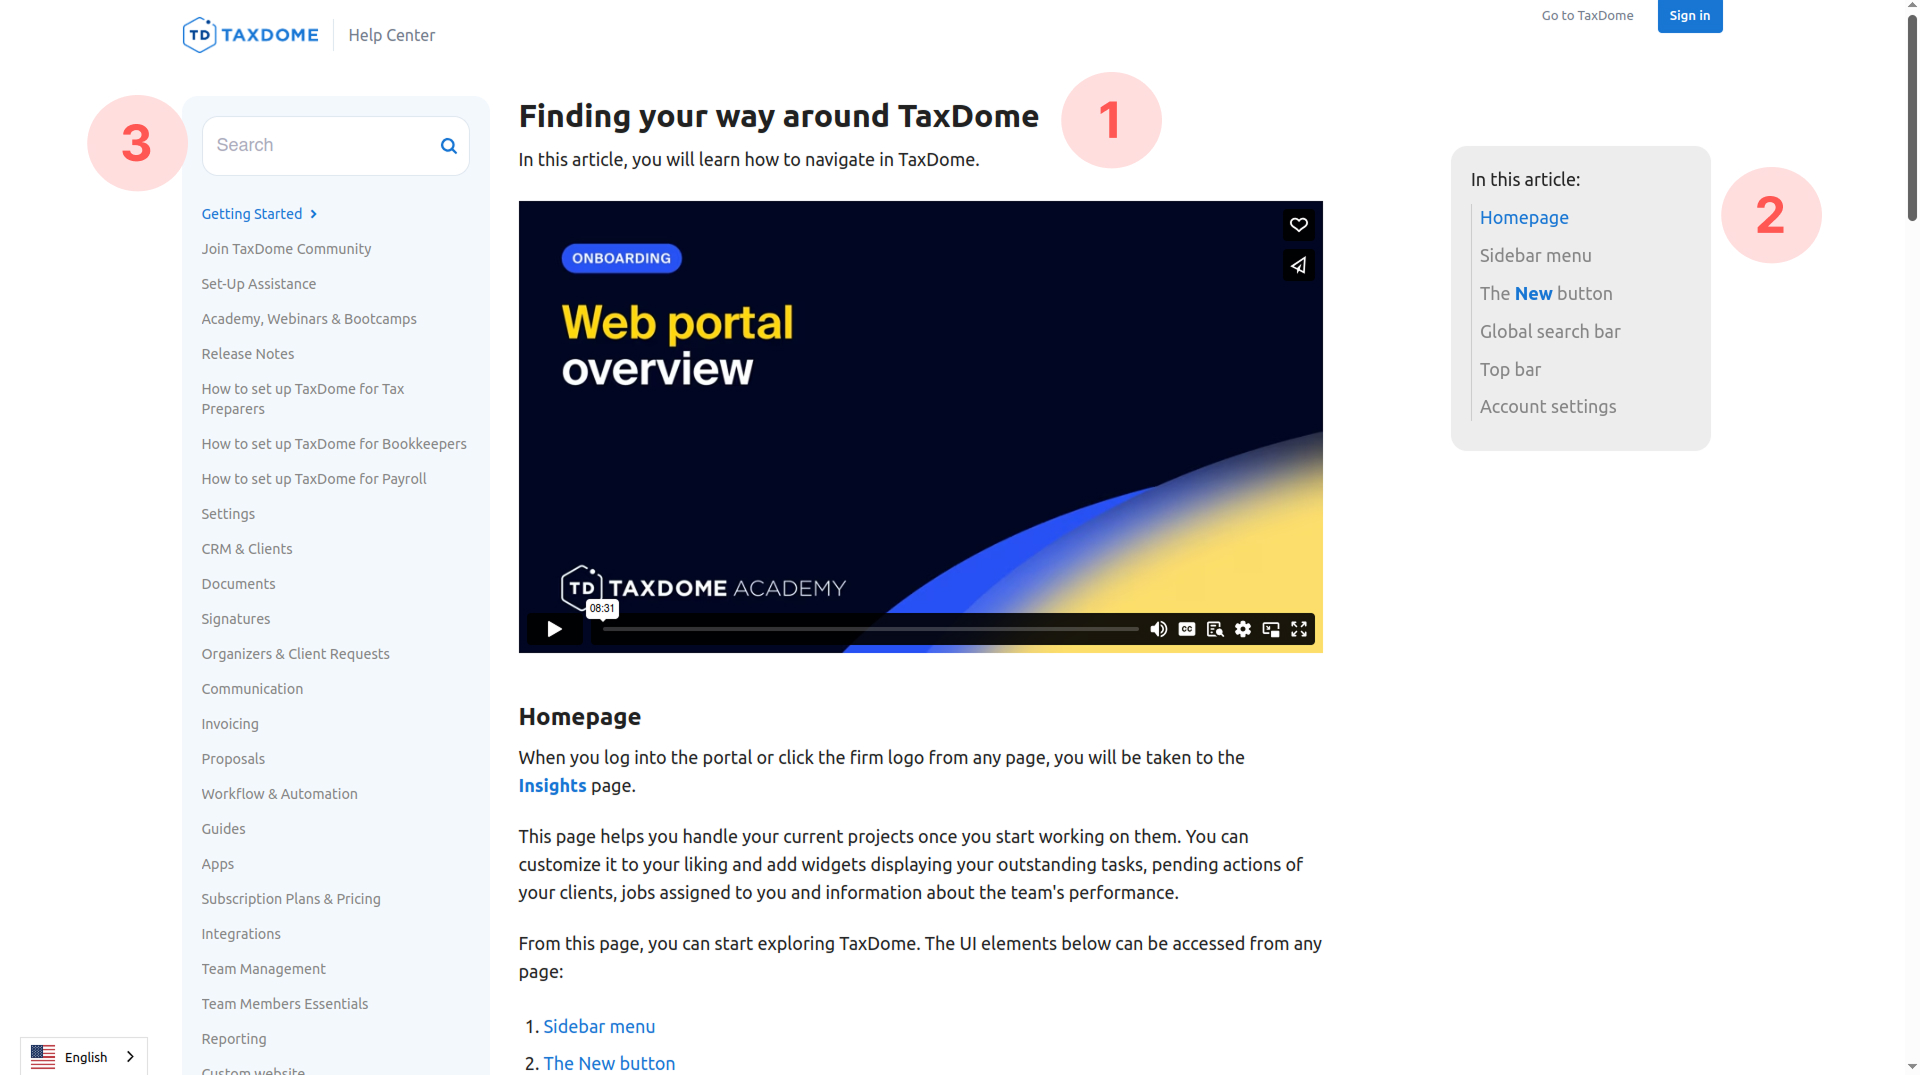 TD TAXDOME Help Center
Go to TaxDome
Sign in
3
Search
Getting Started
Join TaxDome Community
Set-Up Assistance
Academy, Webinars & Bootcamps
Release Notes
How to set up TaxDome for Tax
Preparers
How to set up TaxDome for Bookkeepers
How to set up TaxDome for Payroll
Settings
CRM & Clients
Documents
Signatures
Organizers & Client Requests
Communication
Invoicing
Proposals
Workflow & Automation
Guides
Apps
Subscription Plans & Pricing
Integrations
Team Management
Team Members Essentials
Reporting
Custom website
English
Finding your way around TaxDome
1
In this article, you will learn how to navigate in TaxDome.
ONBOARDING
Web portal
overview
TD TAXDOME ACADEMY
08:31
CC
Homepage
When you log into the portal or click the firm logo from any page, you will be taken to the
Insights page.
This page helps you handle your current projects once you start working on them. You can
customize it to your liking and add widgets displaying your outstanding tasks, pending actions of
your clients, jobs assigned to you and information about the team's performance.
From this page, you can start exploring TaxDome. The UI elements below can be accessed from any
page:
1. Sidebar menu
2. The New button
In this article:
Homepage
Sidebar menu
The New button
Global search bar
Top bar
Account settings
2